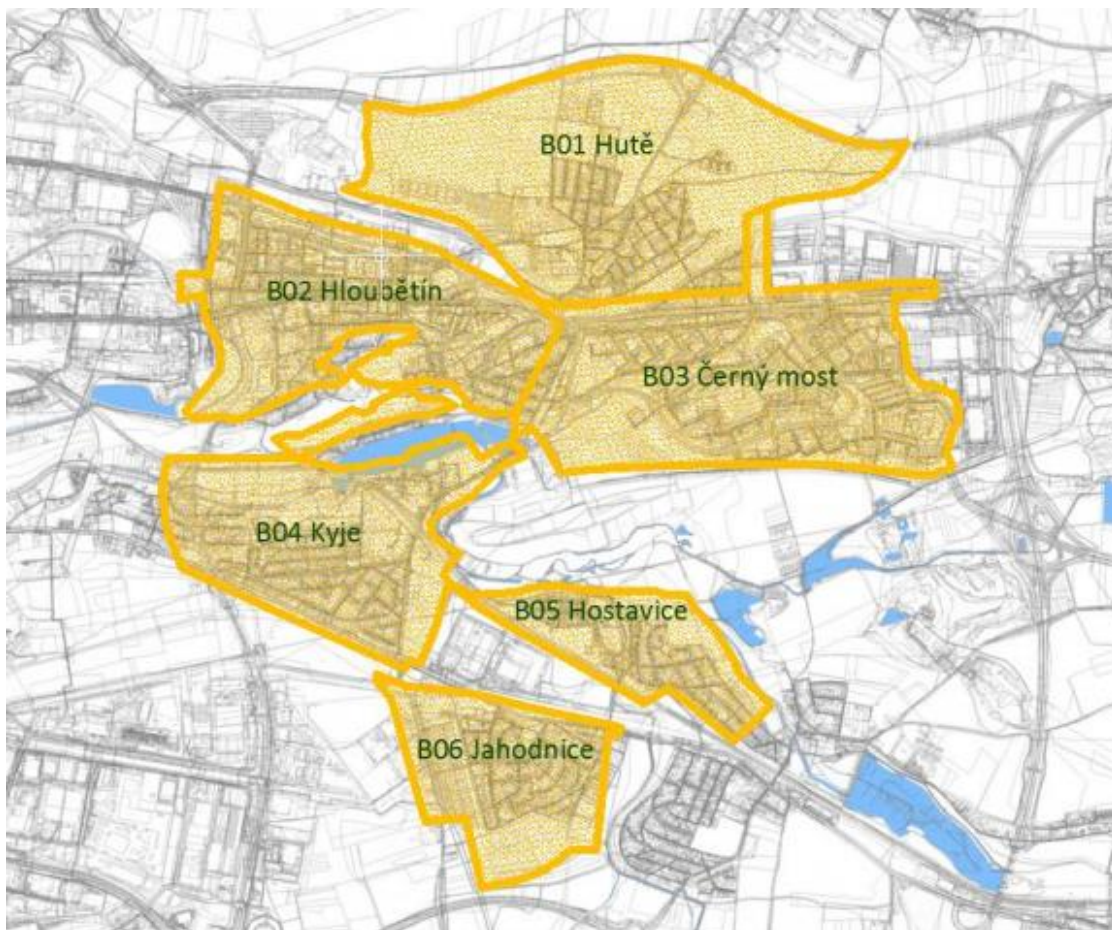 B01 Hutě
B02 Hloubětín
B03 Černý most
B04 Kyje
B05 Hostavice
B06 Jahodnice